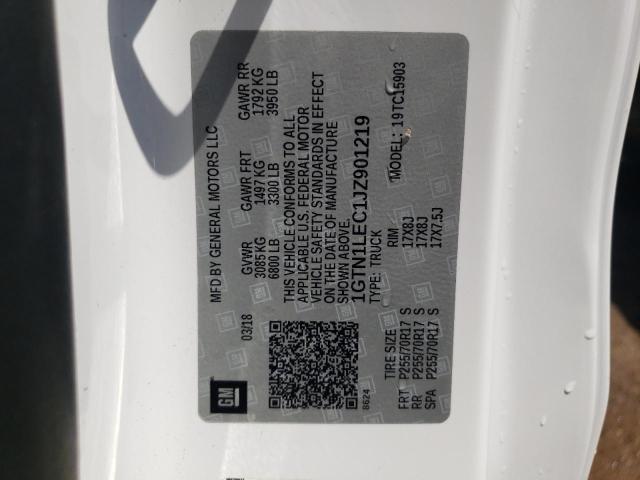 GM
MFD BY GENERAL MOTORS LLC
03/18
GVWR GAWR FRT GAWR RR
3085 KG 1497 KG 1792 KG
6800 LB 3300 LB 3950 LB
THIS VEHICLE CONFORMS TO ALL
APPLICABLE U.S. FEDERAL MOTOR
VEHICLE SAFETY STANDARDS IN EFFECT
ON THE DATE OF MANUFACTURE
SHOWN ABOVE.
1GTN1LEC1JZ901219
TYPE: TRUCK
8624
MODEL: 19TC15903
TIRE SIZE RIM
FRT P255/70R17 S 17X8J
RR P255/70R17 S 17X8J
SPA P255/70R17 S 17X7.5J